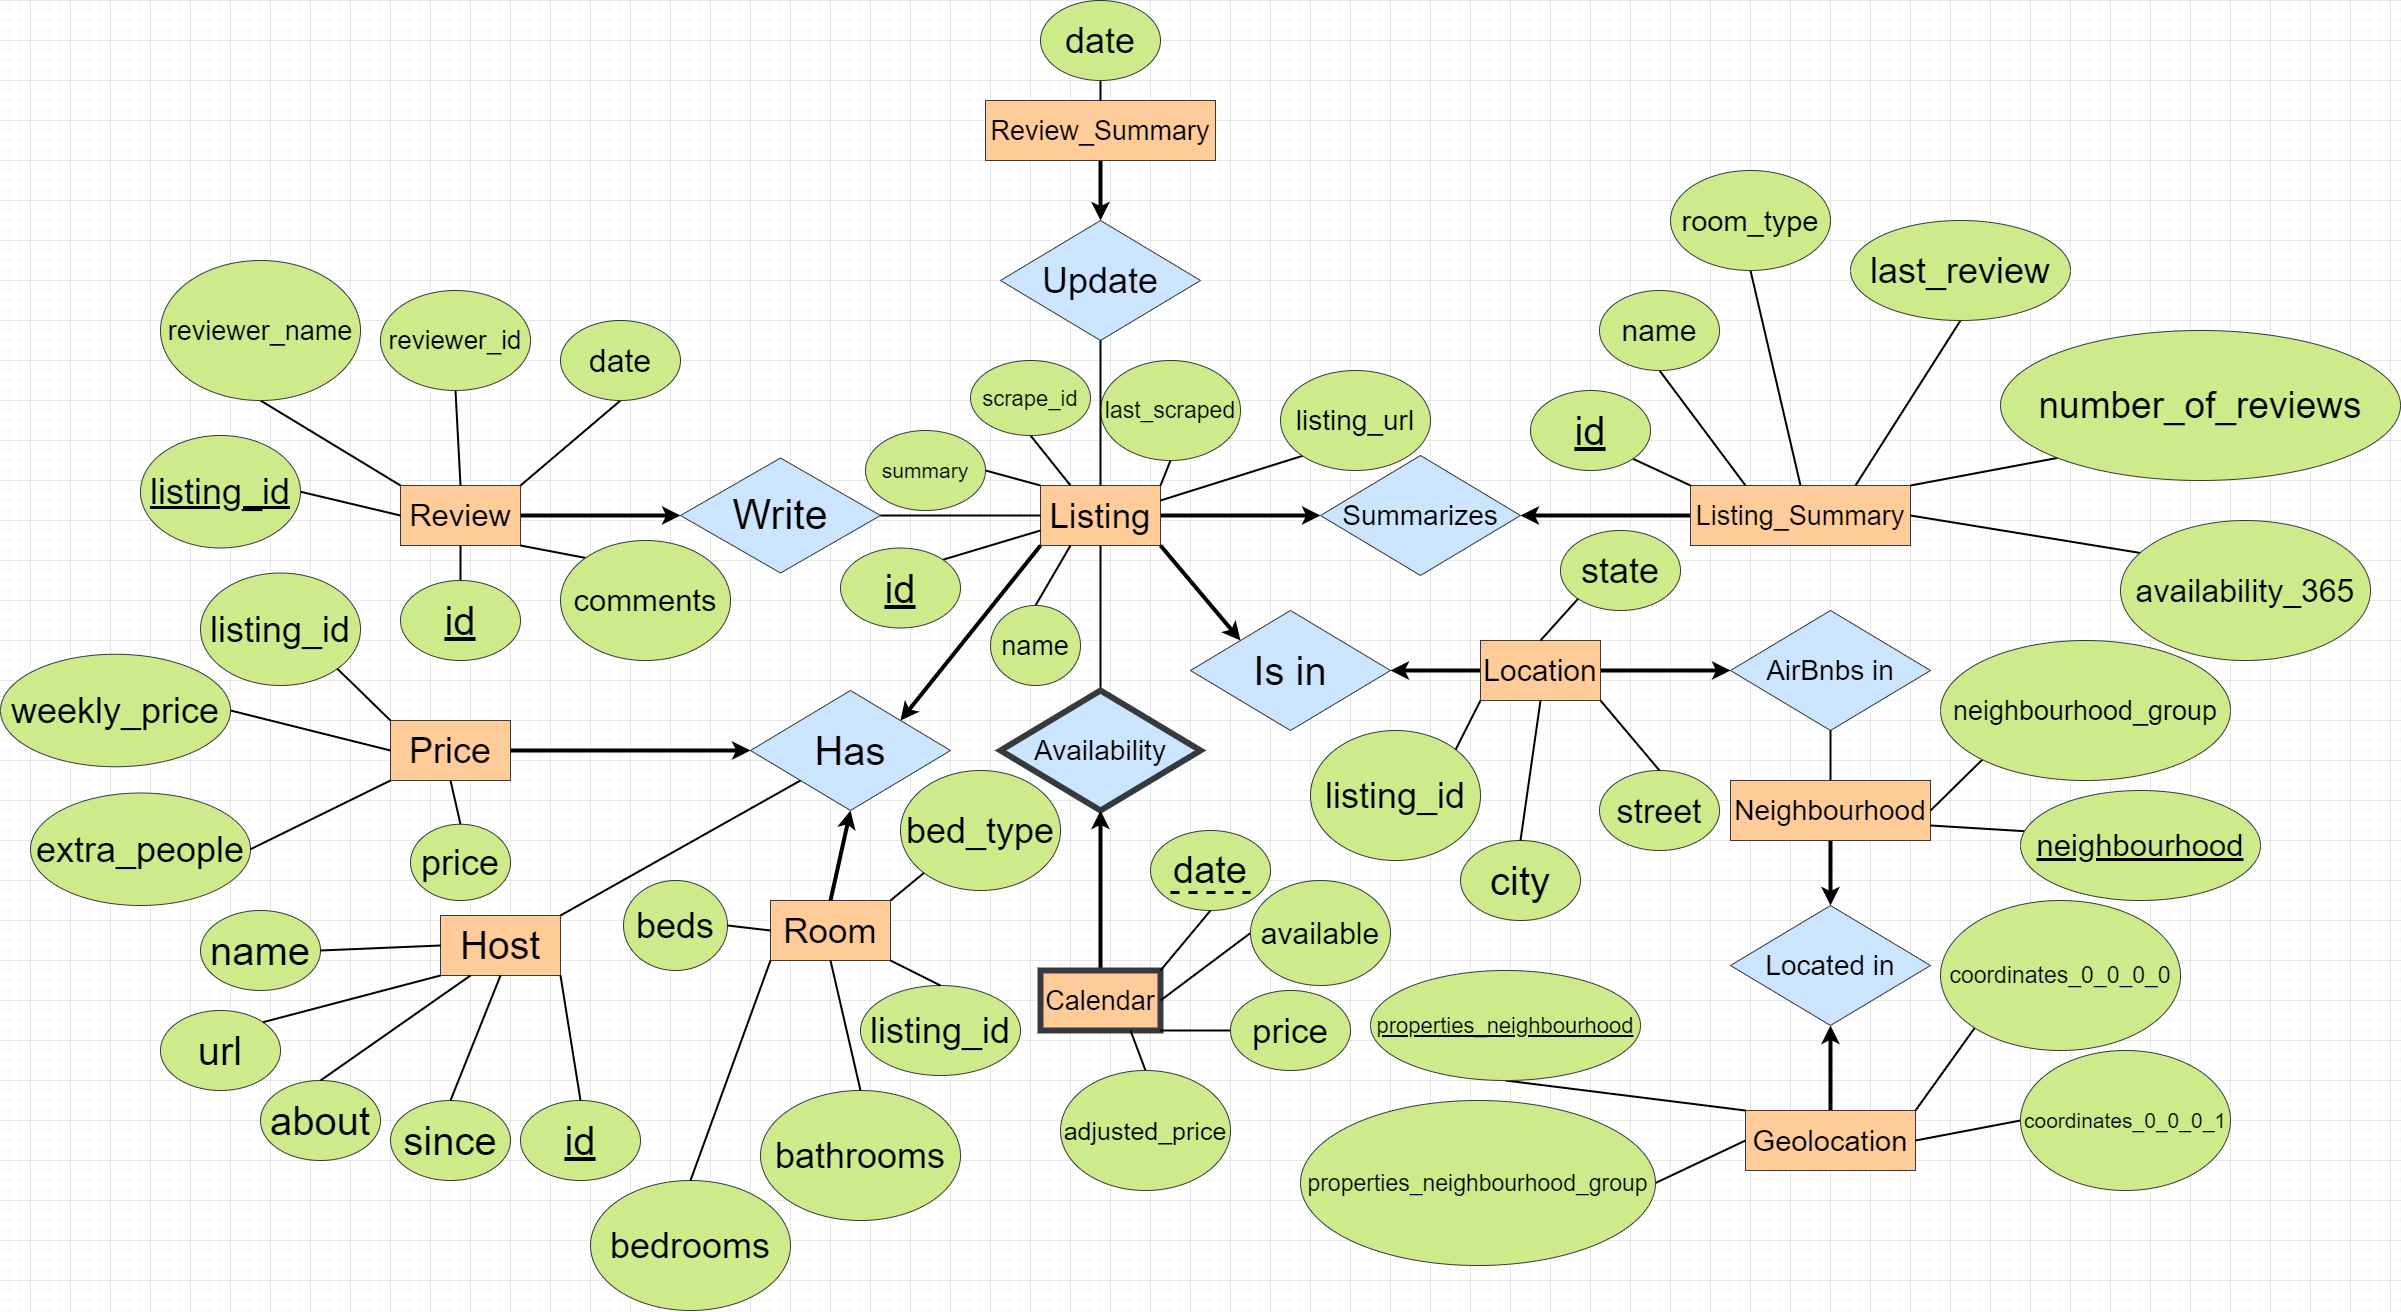 date
Review_Summary
Update
room_type
last_review
name
number_of_reviews
id
Listing_Summary
availability_365
reviewer_name
reviewer_id
date
listing_id
Review
id
comments
Write
summary
scrape_id
last_scraped
listing_url
Listing
Summarizes
id
name
state
Is in
Location
AirBnbs in
listing_id
city
street
neighbourhood_group
Neighbourhood
neighbourhood
listing_id
weekly_price
Price
extra_people
price
Has
Availability
bed_type
beds
Room
listing_id
bathrooms
bedrooms
name
Host
url
about
since
id
date
available
Calendar
price
adjusted_price
Located in
coordinates_0_0_0_0
properties_neighbourhood
coordinates_0_0_0_1
Geolocation
properties_neighbourhood_group